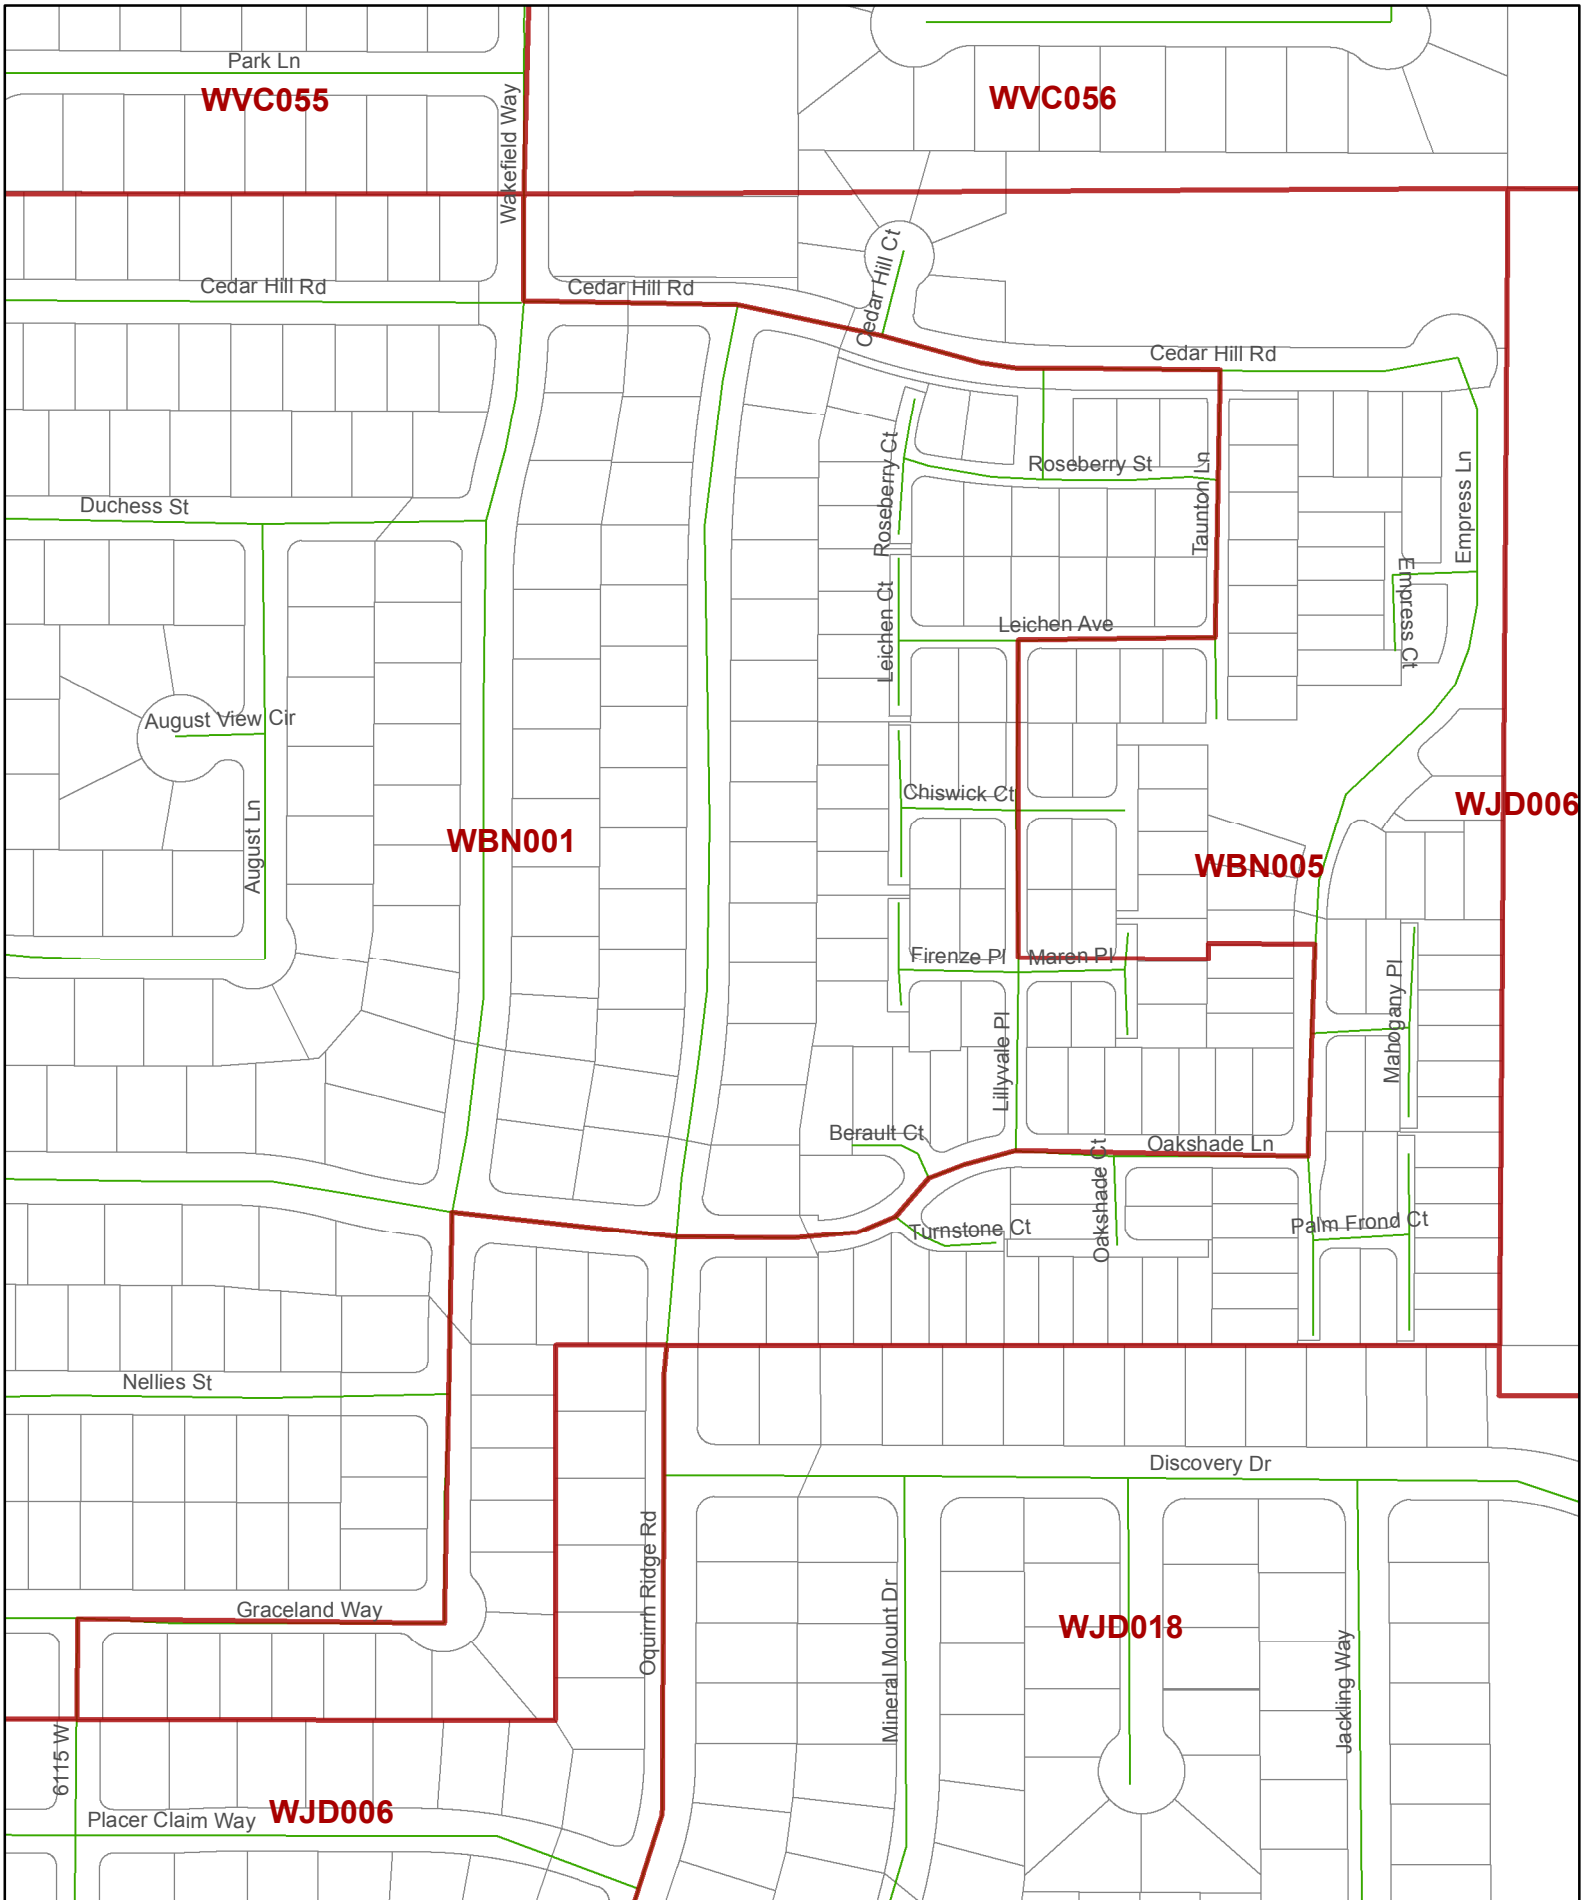 Park Ln
WVC055
WVC056
Wakefield Way
Cedar Hill Ct
Cedar Hill Rd
Cedar Hill Rd
Cedar Hill Rd
Roseberry Ct
Roseberry St
Taunton Ln
Empress Ln
Duchess St
Empress Ct
Leichen Ct
Leichen Ave
August View Cir
August Ln
Chiswick Ct
WJD006
WBN001
WBN005
Firenze Pl
Maren Pl
Mahogany Pl
Lillyvale Pl
Berault Ct
Oakshade Ct
Oakshade Ln
Turnstone Ct
Palm Frond Ct
Nellies St
Discovery Dr
Oquirrh Ridge Rd
Graceland Way
Mineral Mount Dr
WJD018
Jackling Way
6115 W
Placer Claim Way
WJD006